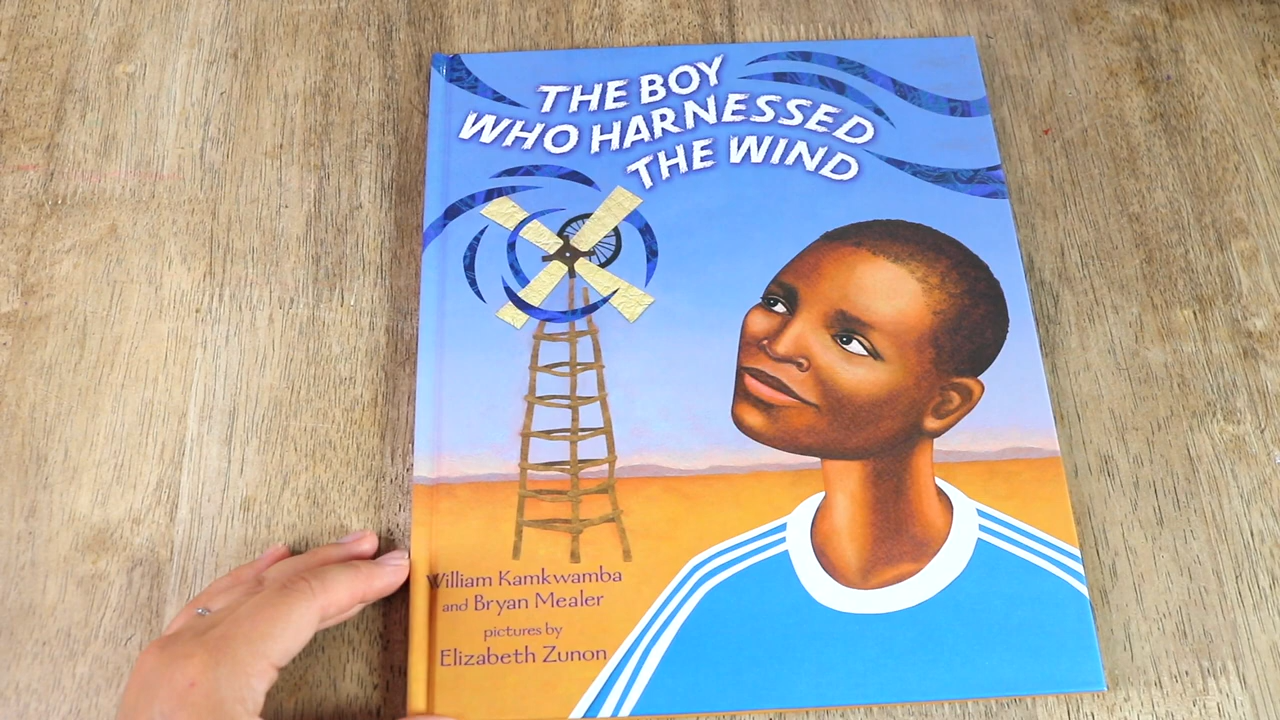 THE BOY
WHO HARNESSED
THE WIND
William Kamkwamba
and Bryan Mealer
pictures by
Elizabeth Zunon